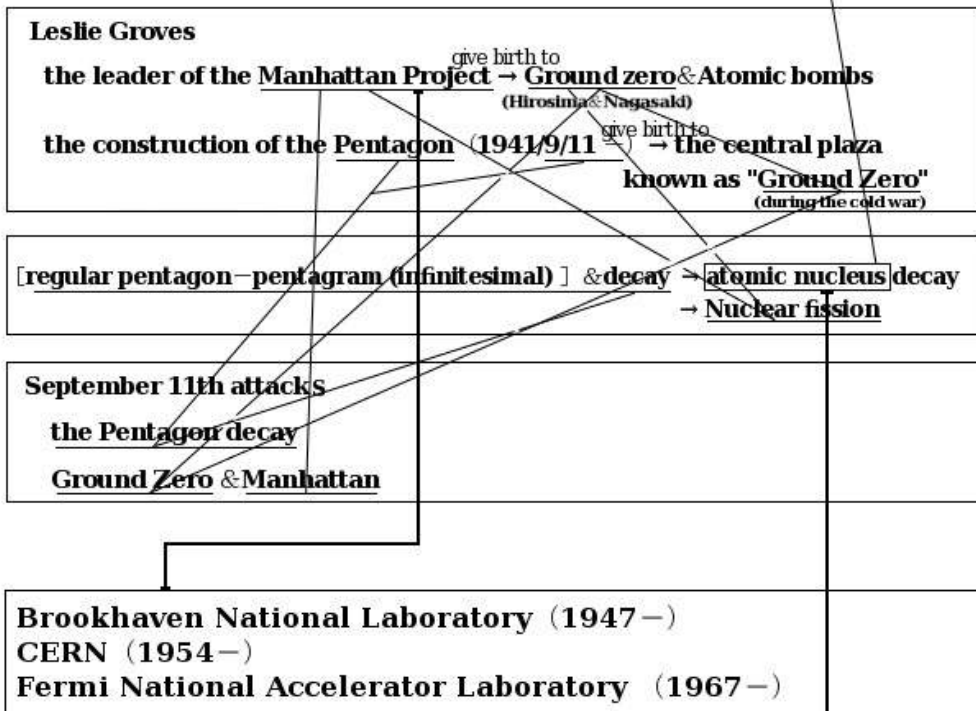 Leslie Groves
give birth to
the leader of the Manhattan Project → Ground zero&Atomic bombs
(Hirosima&Nagasaki)
give birth to
the construction of the Pentagon (1941/9/11－) → the central plaza
known as "Ground Zero"
(during the cold war)
[regular pentagon－pentagram (infinitesimal) ] &decay → atomic nucleus decay
→ Nuclear fission
September 11th attacks
the Pentagon decay
Ground Zero &Manhattan
Brookhaven National Laboratory (1947－)
CERN (1954－)
Fermi National Accelerator Laboratory (1967－)